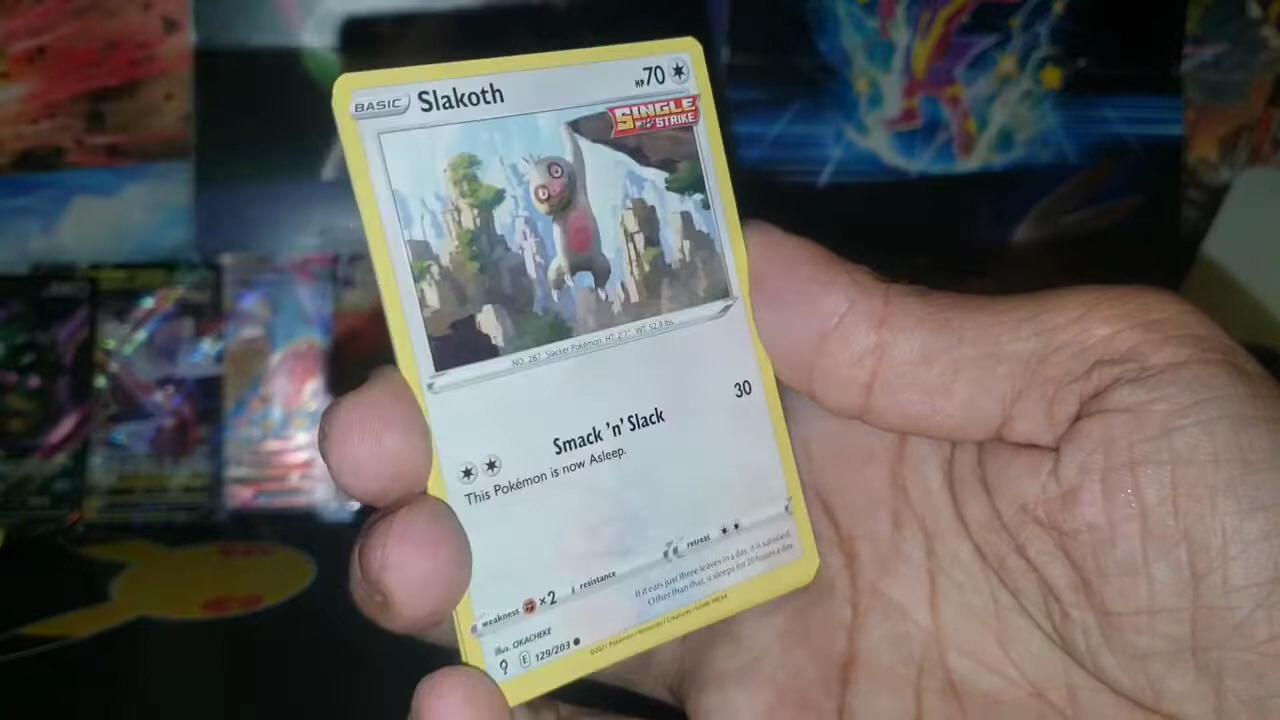 BASIC Slakoth HP 70
SINGLE
STRIKE
NO. 287 Slacker Pokémon HT: 2'7" WT: 52.9 lbs.
Smack 'n' Slack 30
This Pokémon is now Asleep.
weakness ×2 resistance retreat
If it eats just three leaves in a day, it is satisfied.
Other than that, it sleeps for 20 hours a day.
Illus. OKACHEKE
E 129/203
©2021 Pokémon / Nintendo / Creatures / GAME FREAK